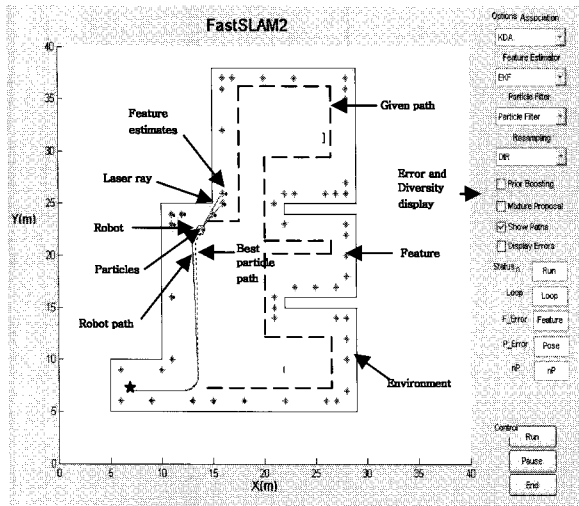 FastSLAM2
Y(m)
40
35
30
25
20
15
10
5
0
0
5
10
15
20
25
30
35
40
X(m)
Feature
estimates
Laser ray
Robot
Particles
Robot path
Best
particle
path
Given path
Error and
Diversity
display
Feature
Environment
Options Association
KDA
Feature Estimator
EKF
Particle Filter
Particle Filter
Resampling
DIR
Prior Boosting
Mixture Proposal
Show Paths
Display Errors
Status
Run
Loop
Loop
F_Error
Feature
P_Error
Pose
nP
nP
Control
Run
Pause
End